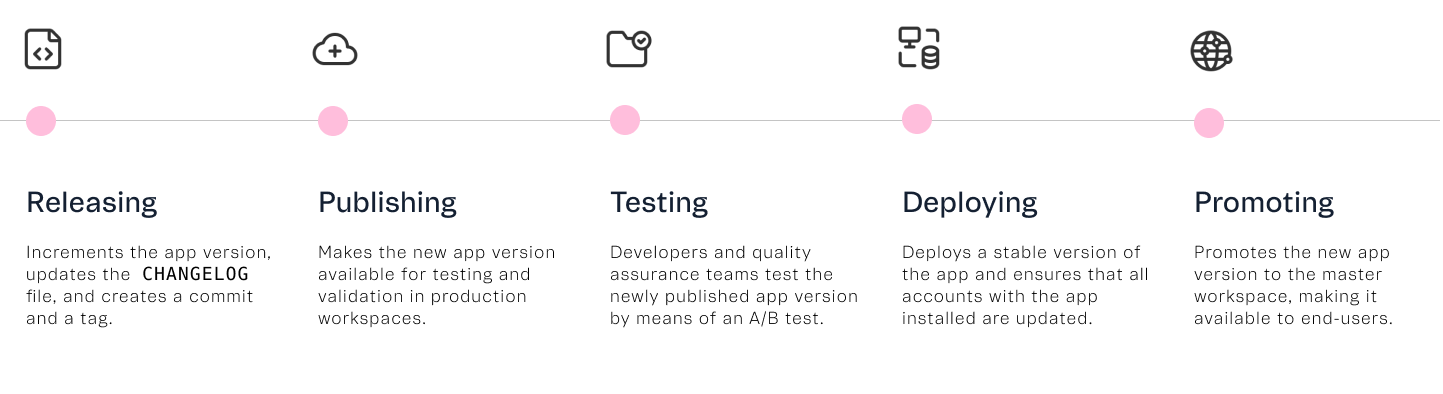 Releasing
Increments the app version,
updates the CHANGELOG
file, and creates a commit
and a tag.
Publishing
Makes the new app version
available for testing and
validation in production
workspaces.
Testing
Developers and quality
assurance teams test the
newly published app version
by means of an A/B test.
Deploying
Deploys a stable version of
the app and ensures that all
accounts with the app
installed are updated.
Promoting
Promotes the new app
version to the master
workspace, making it
available to end-users.